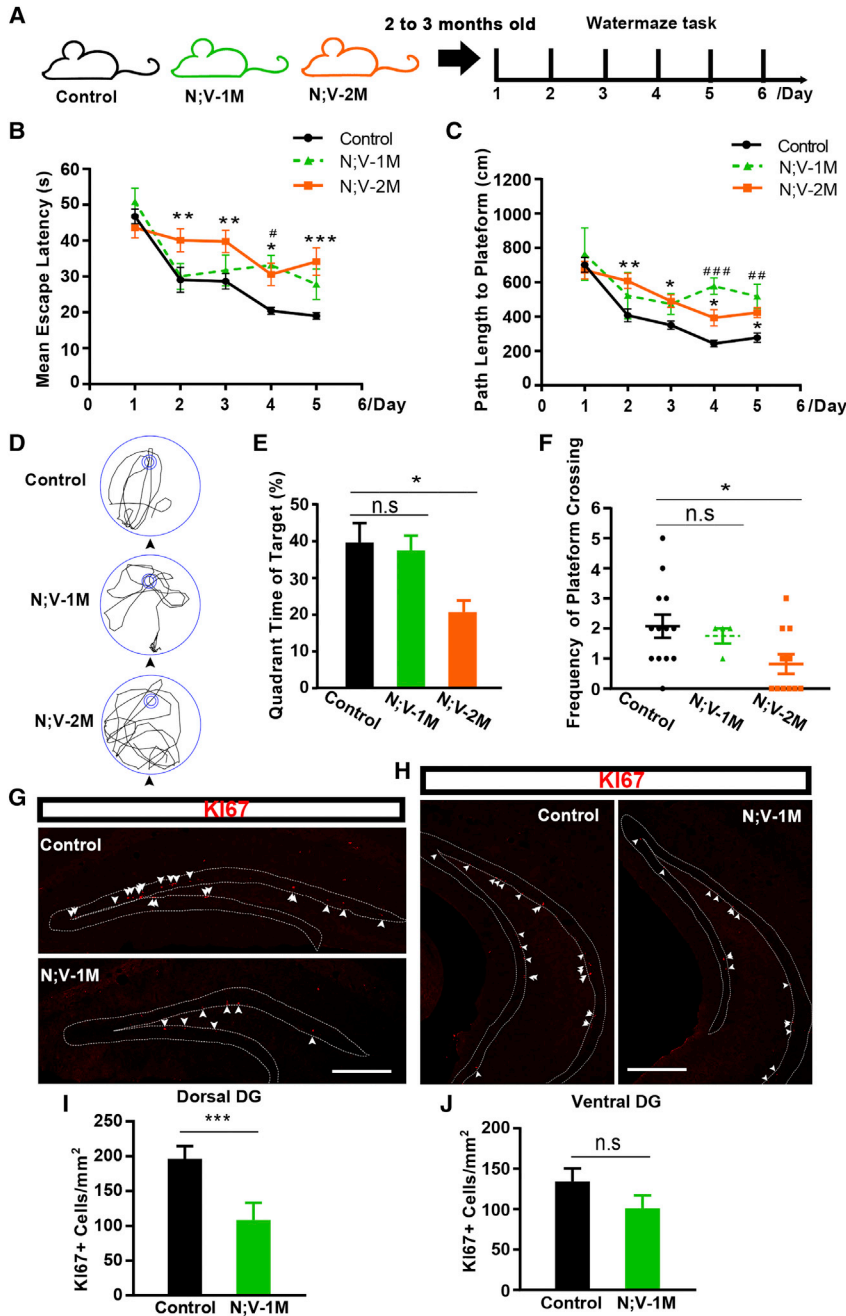 A
2 to 3 months old
Watermaze task
Control
N;V-1M
N;V-2M
1 2 3 4 5 6 /Day
B
Control
N;V-1M
N;V-2M
Mean Escape Latency (s)
60
50
40
30
20
10
0
** ** # * ***
0 1 2 3 4 5 6/Day
C
Control
N;V-1M
N;V-2M
Path Length to Plateform (cm)
1200
1000
800
600
400
200
** * ### * ## *
0 1 2 3 4 5 6/Day
D
Control
N;V-1M
N;V-2M
E
Quadrant Time of Target (%)
50
40
30
20
10
0
*
n.s
Control N;V-1M N;V-2M
F
Frequency of Plateform Crossing
6
5
4
3
2
1
0
*
n.s
Control N;V-1M N;V-2M
G
KI67
Control
N;V-1M
H
KI67
Control N;V-1M
I
Dorsal DG
KI67+ Cells/mm²
250
200
150
100
50
0
***
Control N;V-1M
J
Ventral DG
KI67+ Cells/mm²
200
150
100
50
0
n.s
Control N;V-1M